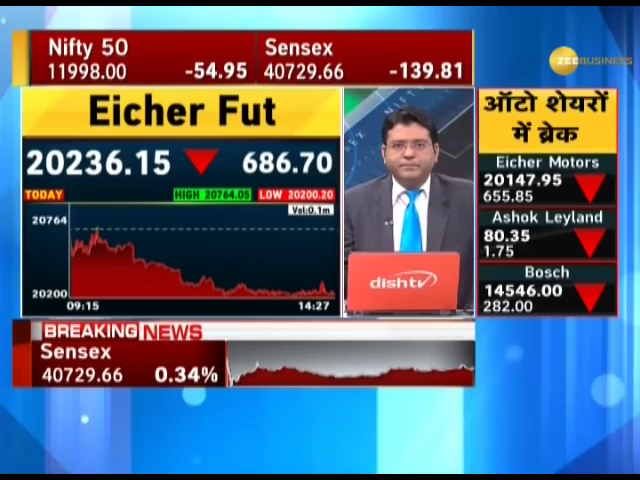 Nifty 50
11998.00 -54.95
Sensex
40729.66 -139.81
ZEE BUSINESS
Eicher Fut
20236.15 686.70
TODAY HIGH 20764.05 LOW 20200.20
Vol:0.1m
20764
20200
09:15 14:27
dishtv
ऑटो शेयरों
में ब्रेक
Eicher Motors
20147.95
655.85
Ashok Leyland
80.35
1.75
Bosch
14546.00
282.00
BREAKING NEWS
Sensex
40729.66 0.34%